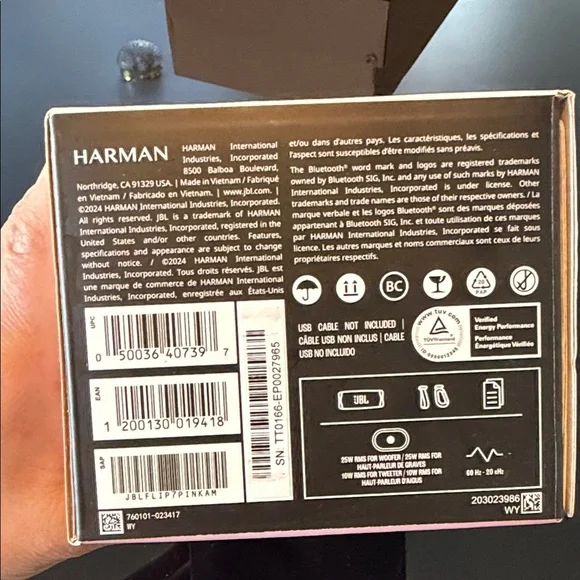 HARMAN
HARMAN International
Industries, Incorporated
8500 Balboa Boulevard,
Northridge, CA 91329 USA. | Made in Vietnam / Fabriqué
en Vietnam / Fabricado en Vietnam. | www.jbl.com. |
©2024 HARMAN International Industries, Incorporated.
All rights reserved. JBL is a trademark of HARMAN
International Industries, Incorporated, registered in the
United States and/or other countries. Features,
specifications and appearance are subject to change
without notice. / ©2024 HARMAN International
Industries, Incorporated. Tous droits réservés. JBL est
une marque de commerce de HARMAN International
Industries, Incorporated, enregistrée aux États-Unis
et/ou dans d'autres pays. Les caractéristiques, les spécifications et
l'aspect sont susceptibles d'être modifiés sans préavis.
The Bluetooth® word mark and logos are registered trademarks
owned by Bluetooth SIG, Inc. and any use of such marks by HARMAN
International Industries, Incorporated is under license. Other
trademarks and trade names are those of their respective owners. / La
marque verbale et les logos Bluetooth® sont des marques déposées
appartenant à Bluetooth SIG, Inc. et toute utilisation de ces marques
par HARMAN International Industries, Incorporated se fait sous
licence. Les autres marques et noms commerciaux sont ceux de leurs
propriétaires respectifs.
BC
20
PAP
USB CABLE NOT INCLUDED |
CÂBLE USB NON INCLUS | CABLE
USB NO INCLUIDO
www.tuv.com
TÜVRheinland
Verified
Energy Performance
Performance
Énergétique Vérifiée
UPC
0 50036 40739 7
EAN
1 200130 019418
SAP
JBLFLIP7PINKAM
SN: TT0166-EP0027965
JBL
25W RMS FOR WOOFER / 25W RMS FOR
HAUT-PARLEUR DE GRAVES
10W RMS FOR TWEETER / 10W RMS FOR
HAUT-PARLEUR D'AIGUS
60 Hz - 20 kHz
760101-023417
WY
203023986
WY